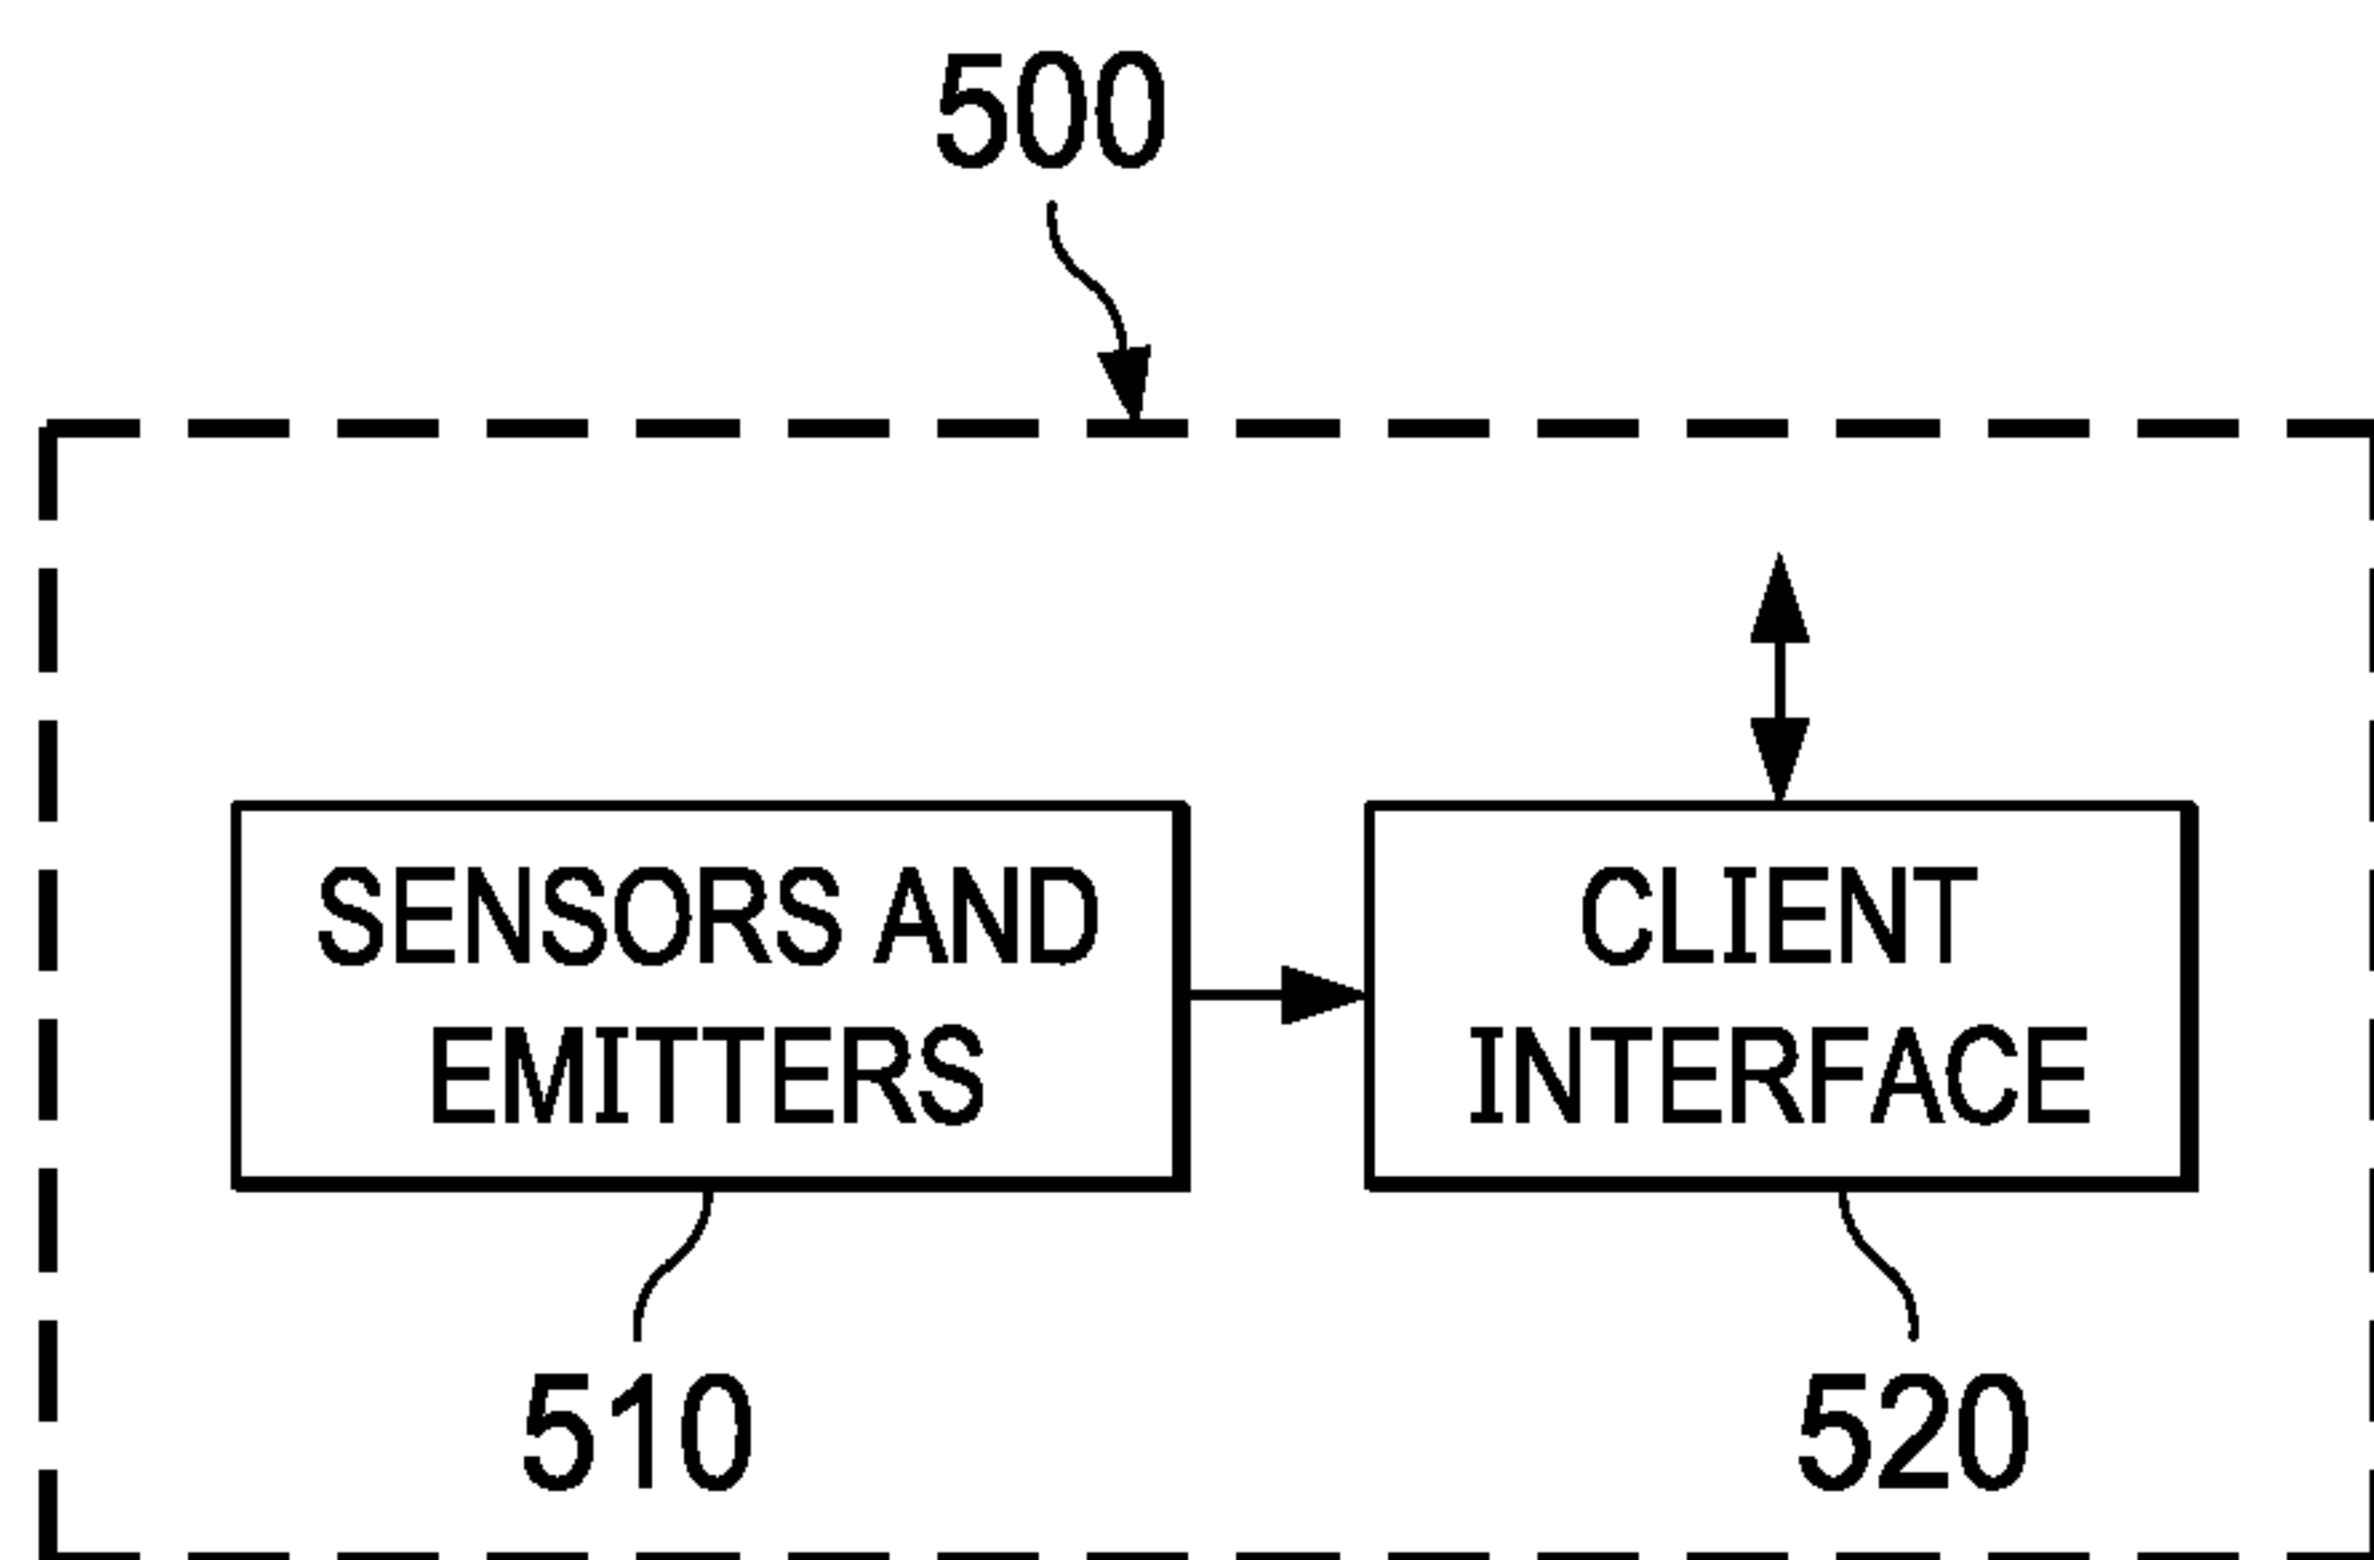 500
SENSORS AND
EMITTERS
CLIENT
INTERFACE
510
520